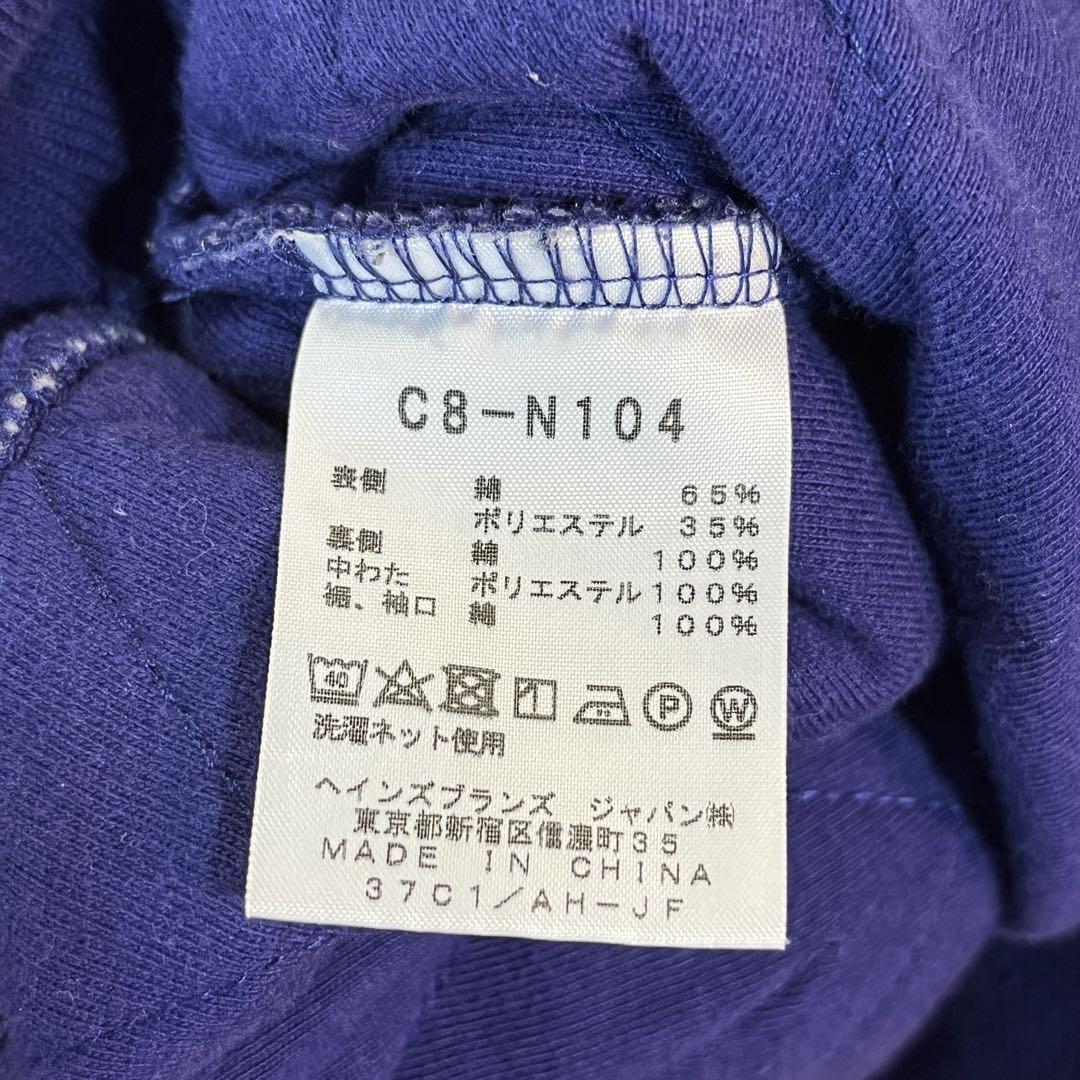 C8-N104
表側 綿 65%
ポリエステル 35%
裏側 綿 100%
中わた ポリエステル 100%
裾、袖口 綿 100%
40 P W
洗濯ネット使用
ヘインズブランズ ジャパン㈱
東京都新宿区信濃町35
MADE IN CHINA
37C1/AH-JF